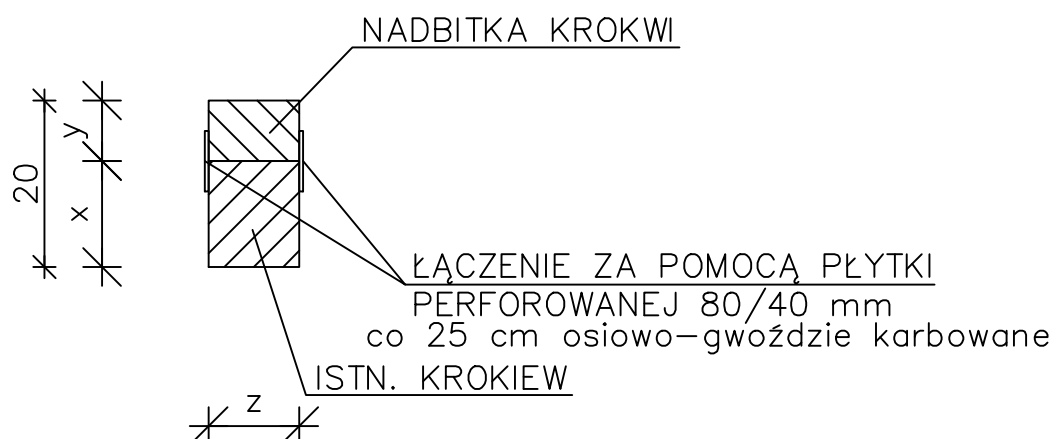 NADBITKA KROKWI
y
20
x
ŁĄCZENIE ZA POMOCĄ PŁYTKI
PERFOROWANEJ 80/40 mm
co 25 cm osiowo-gwoździe karbowane
ISTN. KROKIEW
z